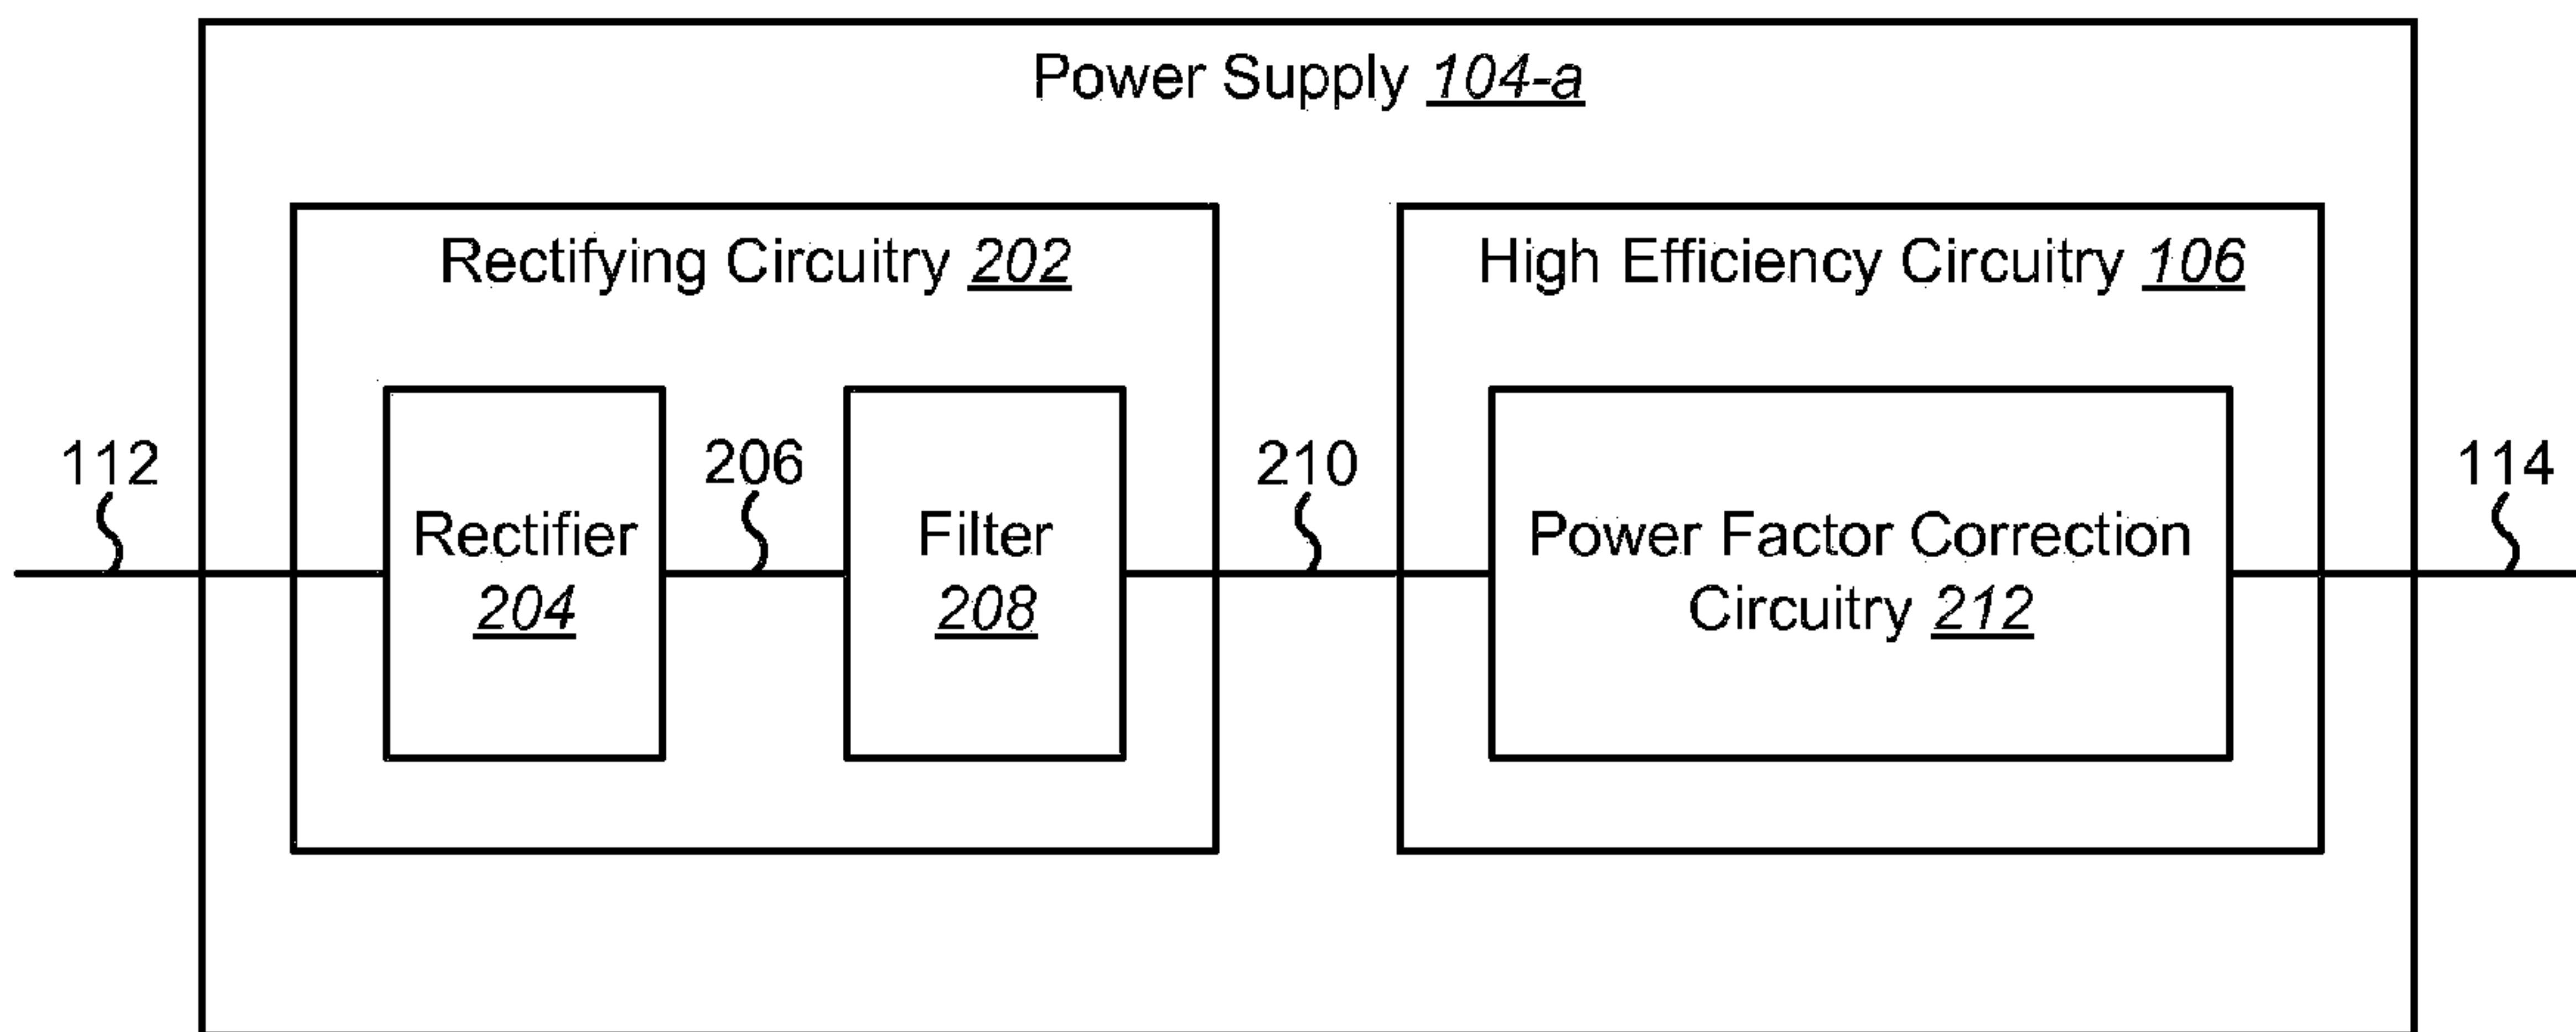 Power Supply 104-a
Rectifying Circuitry 202
High Efficiency Circuitry 106
112
206
210
114
Rectifier
204
Filter
208
Power Factor Correction
Circuitry 212